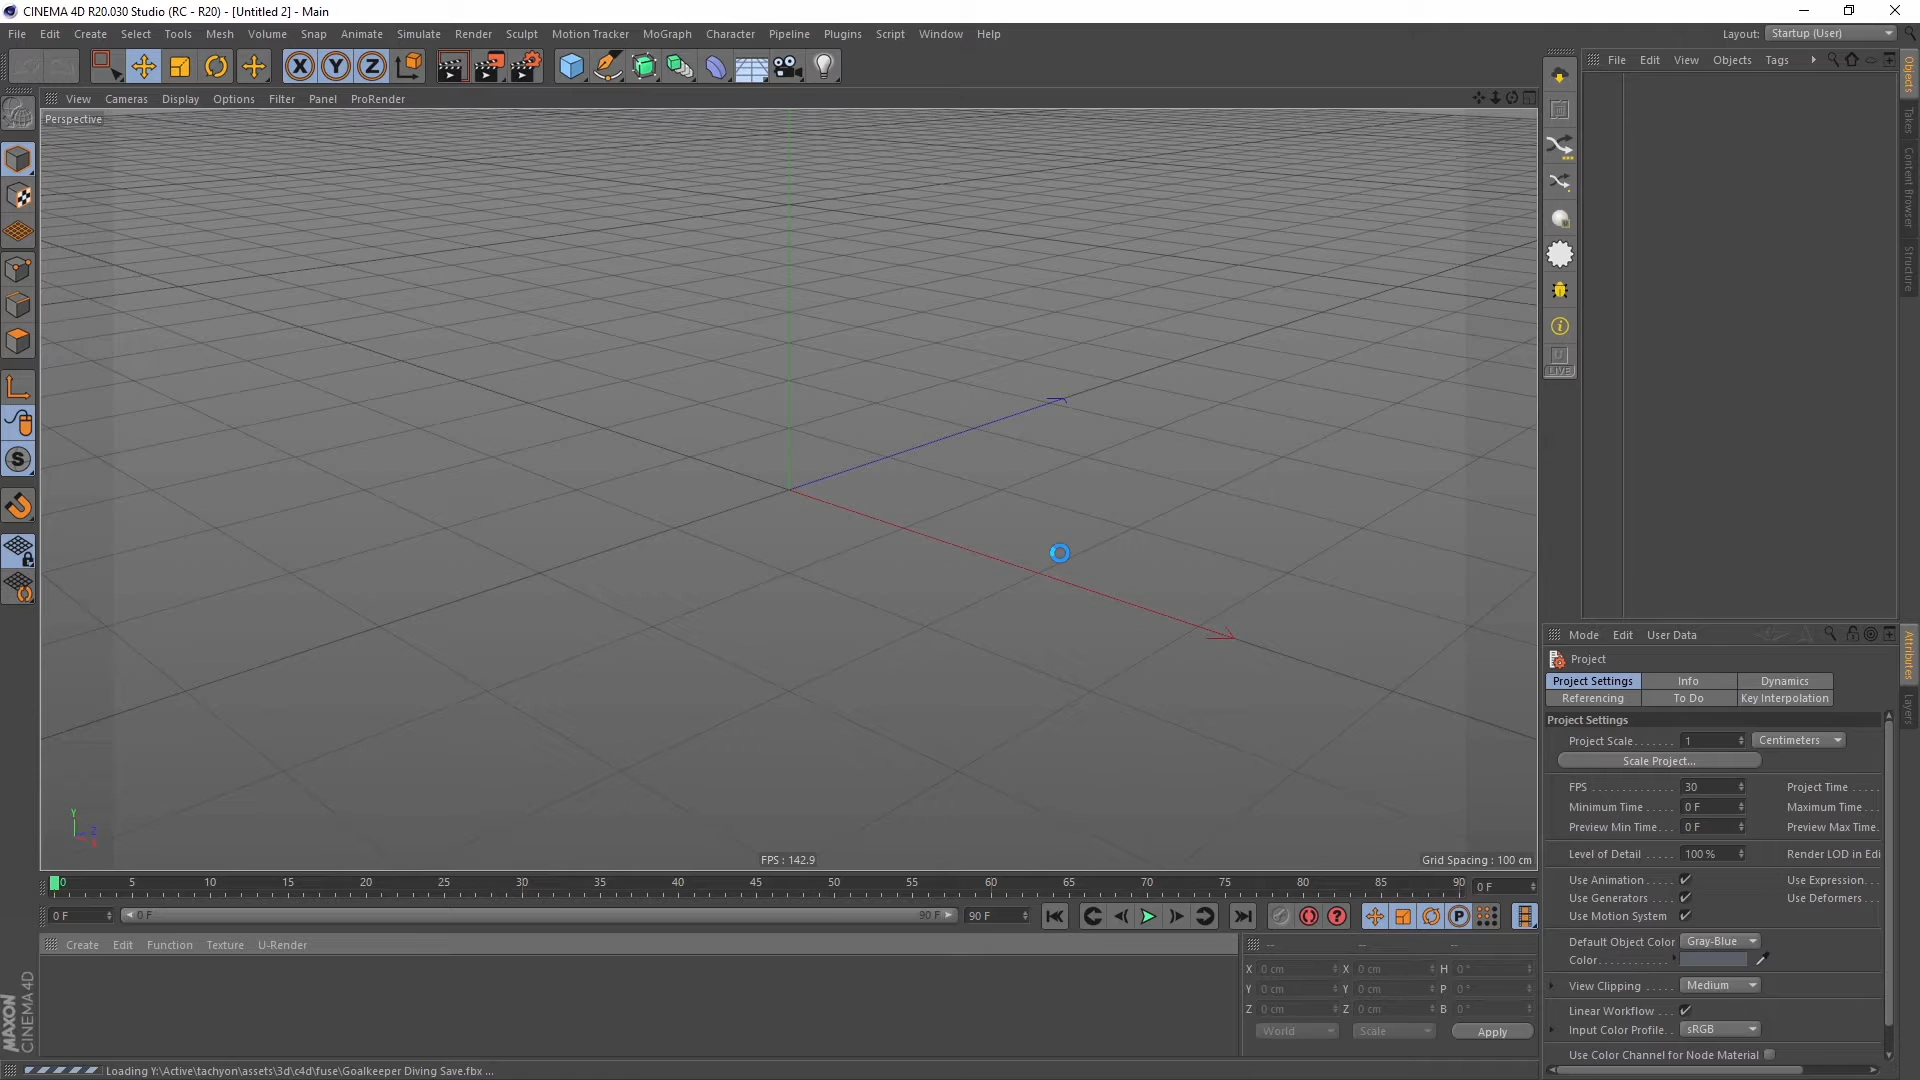 CINEMA 4D R20.030 Studio (RC - R20) - [Untitled 2] - Main
File Edit Create Select Tools Mesh Volume Snap Animate Simulate Render Sculpt Motion Tracker MoGraph Character Pipeline Plugins Script Window Help
Layout: Startup (User)
X Y Z
File Edit View Objects Tags
View Cameras Display Options Filter Panel ProRender
Perspective
Objects
Takes
Content Browser
Structure
S
LIVE
Y
Z
X
FPS : 142.9
Grid Spacing : 100 cm
Mode Edit User Data
Attributes
Layers
Project
Project Settings Info Dynamics
Referencing To Do Key Interpolation
Project Settings
Project Scale....... 1 Centimeters
Scale Project...
FPS 30 Project Time
Minimum Time 0 F Maximum Time
Preview Min Time... 0 F Preview Max Time.
Level of Detail 100 % Render LOD in Edi
Use Animation Use Expression
Use Generators Use Deformers
Use Motion System
Default Object Color Gray-Blue
Color
View Clipping Medium
Linear Workflow
Input Color Profile.. sRGB
Use Color Channel for Node Material
0 5 10 15 20 25 30 35 40 45 50 55 60 65 70 75 80 85 90 0 F
0 F 0 F 90 F 90 F P
Create Edit Function Texture U-Render
-- -- --
X 0 cm X 0 cm H 0 °
Y 0 cm Y 0 cm P 0 °
Z 0 cm Z 0 cm B 0 °
World Scale Apply
MAXON
CINEMA 4D
Loading Y:\Active\tachyon\assets\3d\c4d\fuse\Goalkeeper Diving Save.fbx ...